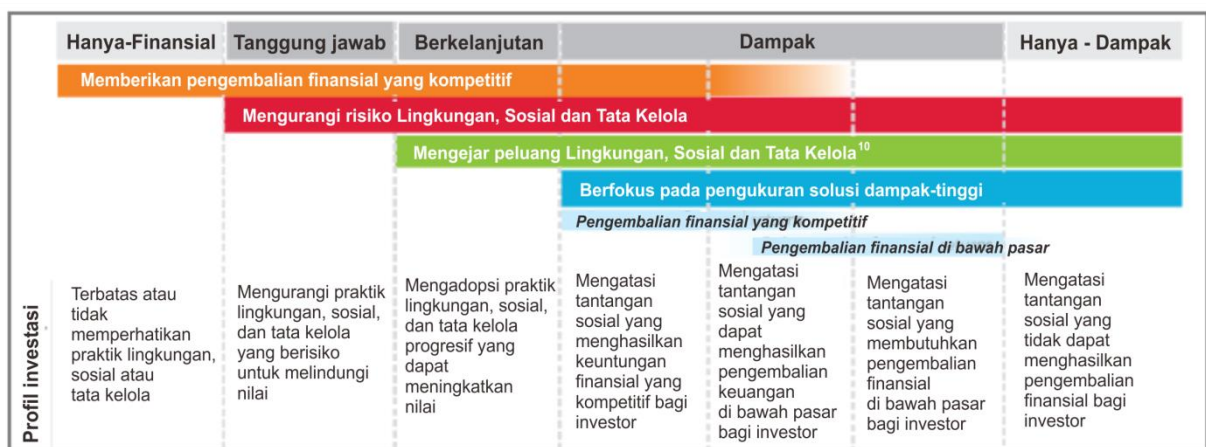 Hanya-Finansial
Tanggung jawab
Berkelanjutan
Dampak
Hanya - Dampak
Memberikan pengembalian finansial yang kompetitif
Mengurangi risiko Lingkungan, Sosial dan Tata Kelola
Mengejar peluang Lingkungan, Sosial dan Tata Kelola¹⁰
Berfokus pada pengukuran solusi dampak-tinggi
Pengembalian finansial yang kompetitif
Pengembalian finansial di bawah pasar
Profil investasi
Terbatas atau
tidak
memperhatikan
praktik lingkungan,
sosial atau
tata kelola
Mengurangi praktik
lingkungan, sosial,
dan tata kelola
yang berisiko
untuk melindungi
nilai
Mengadopsi praktik
lingkungan, sosial,
dan tata kelola
progresif yang
dapat
meningkatkan
nilai
Mengatasi
tantangan
sosial yang
menghasilkan
keuntungan
finansial yang
kompetitif bagi
investor
Mengatasi
tantangan
sosial yang
dapat
menghasilkan
pengembalian
keuangan
di bawah pasar
bagi investor
Mengatasi
tantangan
sosial yang
membutuhkan
pengembalian
finansial
di bawah pasar
bagi investor
Mengatasi
tantangan
sosial yang
tidak dapat
menghasilkan
pengembalian
finansial bagi
investor